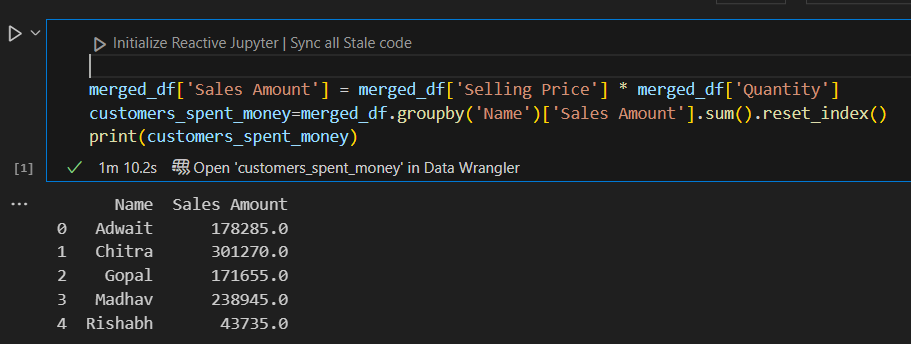 Initialize Reactive Jupyter | Sync all Stale code
merged_df['Sales Amount'] = merged_df['Selling Price'] * merged_df['Quantity']
customers_spent_money=merged_df.groupby('Name')['Sales Amount'].sum().reset_index()
print(customers_spent_money)
[1] 1m 10.2s Open 'customers_spent_money' in Data Wrangler
... Name Sales Amount
0 Adwait 178285.0
1 Chitra 301270.0
2 Gopal 171655.0
3 Madhav 238945.0
4 Rishabh 43735.0